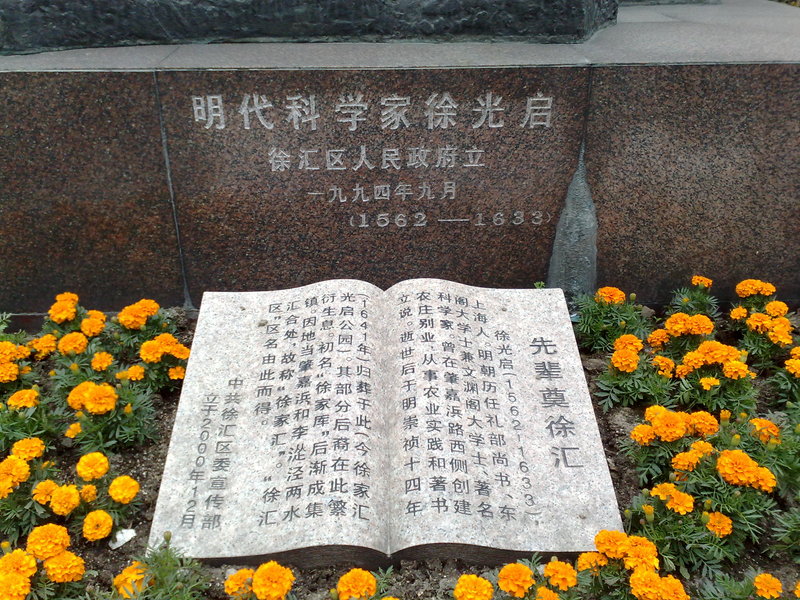 明代科学家徐光启
徐汇区人民政府立
一九九四年九月
(1562—1633)
先辈奠徐汇
徐光启(1562-1633),
上海人,明朝历任礼部尚书、东
阁大学士兼文渊阁大学士、著名
科学家。曾在肇嘉浜路西侧创建
农庄别业,从事农业实践和著书
立说。逝世后于明崇祯十四年
(1641年)归葬于此(今徐家汇
光启公园)其部分后裔在此繁
衍生息,初名“徐家库”后渐成集
镇。因地当肇嘉浜和李漎泾两水
汇合处,故称“徐家汇”。“徐汇
区”区名由此而得。
中共徐汇区委宣传部
立于2000年12月